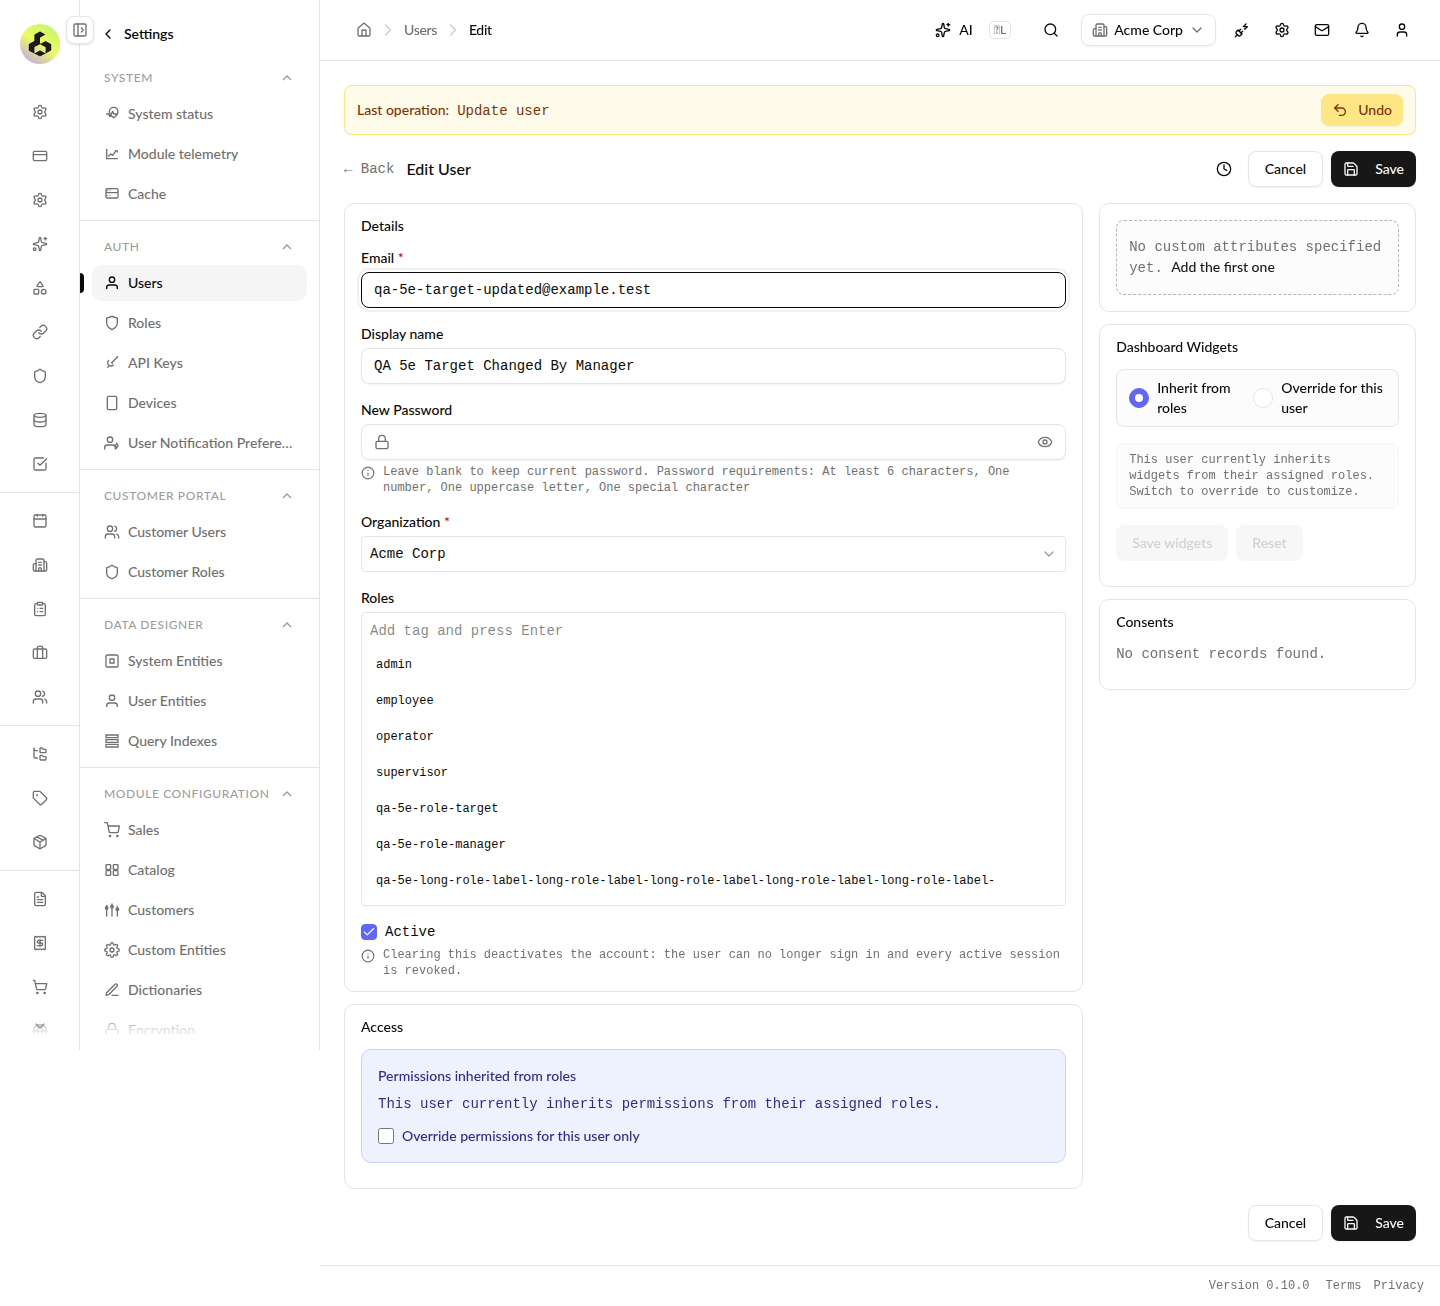 Settings
SYSTEM
System status
Module telemetry
Cache
AUTH
Users
Roles
API Keys
Devices
User Notification Prefere...
CUSTOMER PORTAL
Customer Users
Customer Roles
DATA DESIGNER
System Entities
User Entities
Query Indexes
MODULE CONFIGURATION
Sales
Catalog
Customers
Custom Entities
Dictionaries
Encryption
Users
Edit
AI
L
Acme Corp
Last operation: Update user
Undo
← Back
Edit User
Cancel
Save
Details
Email *
qa-5e-target-updated@example.test
Display name
QA 5e Target Changed By Manager
New Password
Leave blank to keep current password. Password requirements: At least 6 characters, One
number, One uppercase letter, One special character
Organization *
Acme Corp
Roles
Add tag and press Enter
admin
employee
operator
supervisor
qa-5e-role-target
qa-5e-role-manager
qa-5e-long-role-label-long-role-label-long-role-label-long-role-label-long-role-label-
Active
Clearing this deactivates the account: the user can no longer sign in and every active session
is revoked.
Access
Permissions inherited from roles
This user currently inherits permissions from their assigned roles.
Override permissions for this user only
No custom attributes specified
yet. Add the first one
Dashboard Widgets
Inherit from
roles
Override for this
user
This user currently inherits
widgets from their assigned roles.
Switch to override to customize.
Save widgets
Reset
Consents
No consent records found.
Cancel
Save
Version 0.10.0
Terms
Privacy